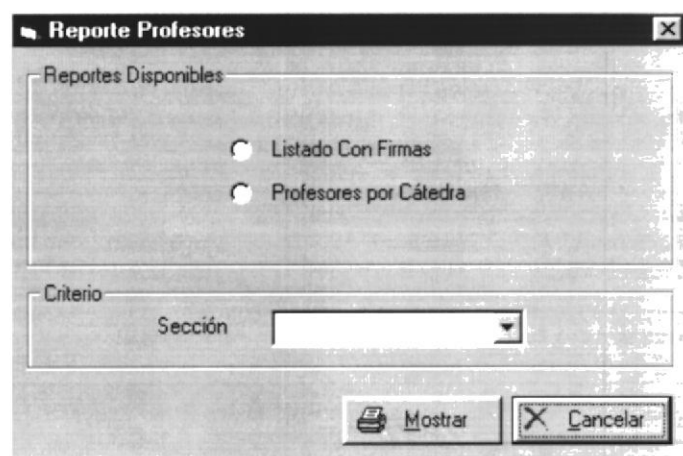 Reporte Profesores
Reportes Disponibles
Listado Con Firmas
Profesores por Cátedra
Criterio
Sección
Mostrar
Cancelar